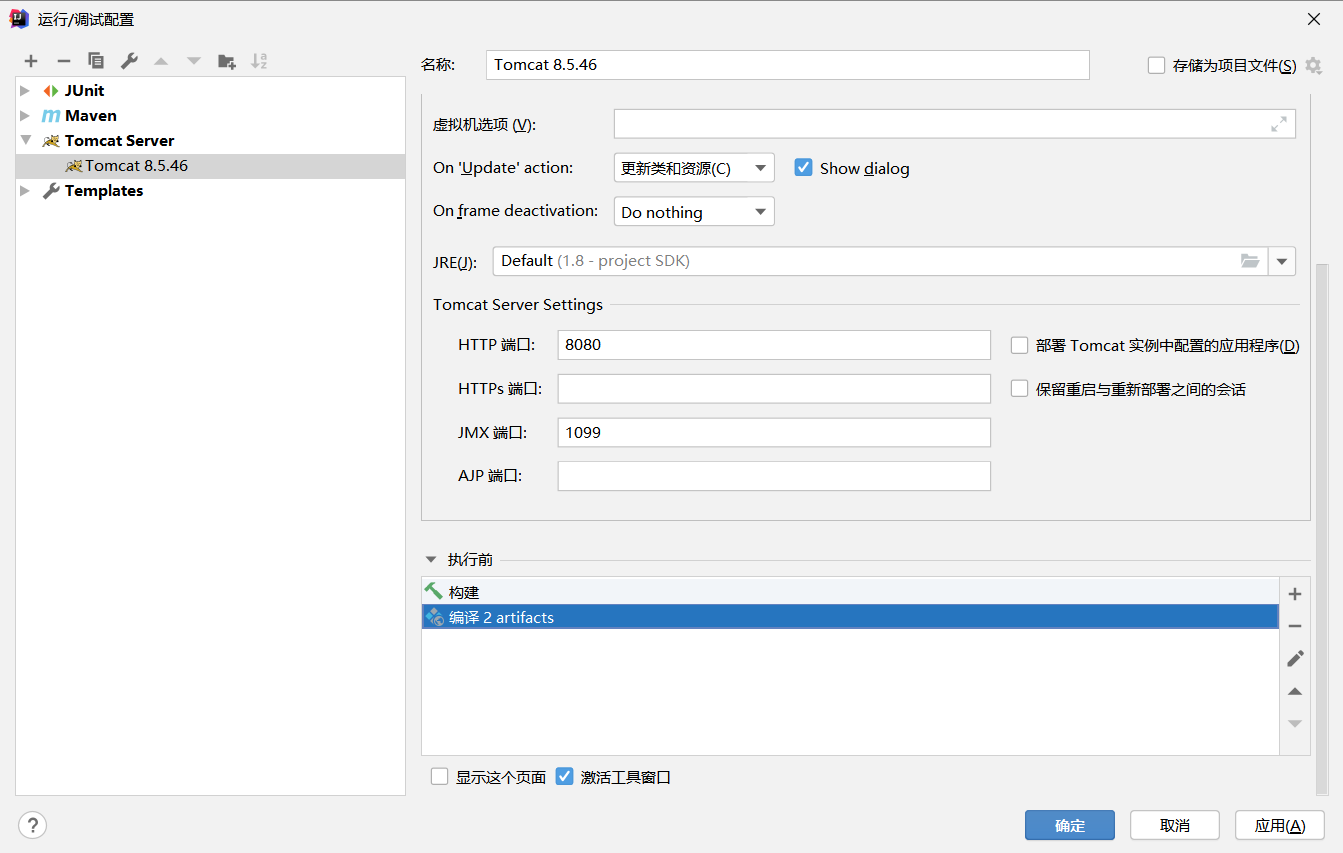 运行/调试配置
JUnit
Maven
Tomcat Server
Tomcat 8.5.46
Templates
名称: Tomcat 8.5.46 存储为项目文件(S)
虚拟机选项 (V):
On 'Update' action: 更新类和资源(C) Show dialog
On frame deactivation: Do nothing
JRE(J): Default (1.8 - project SDK)
Tomcat Server Settings
HTTP 端口: 8080 部署 Tomcat 实例中配置的应用程序(D)
HTTPs 端口: 保留重启与重新部署之间的会话
JMX 端口: 1099
AJP 端口:
执行前
构建
编译 2 artifacts
显示这个页面 激活工具窗口
? 确定 取消 应用(A)